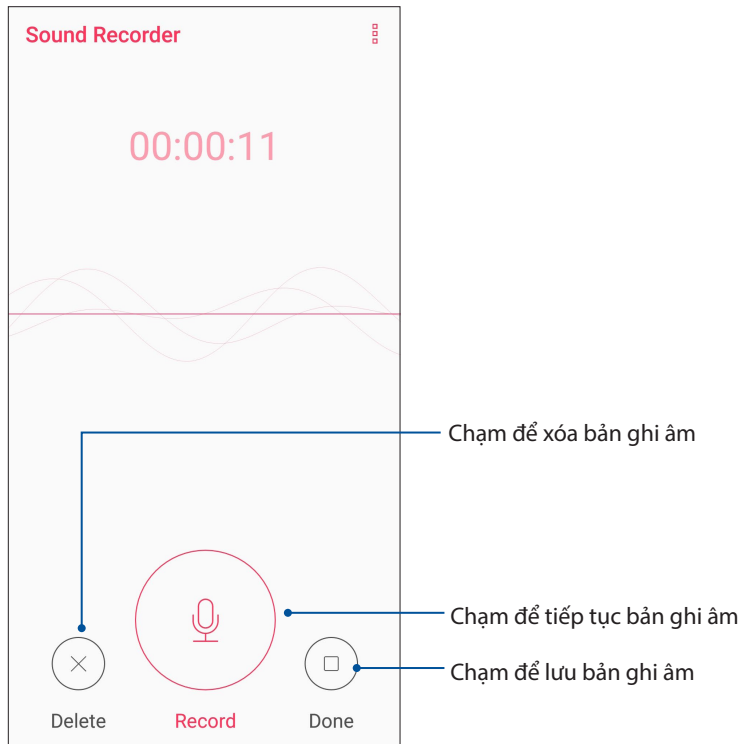 Sound Recorder
00:00:11
Chạm để xóa bản ghi âm
Chạm để tiếp tục bản ghi âm
Chạm để lưu bản ghi âm
Delete
Record
Done